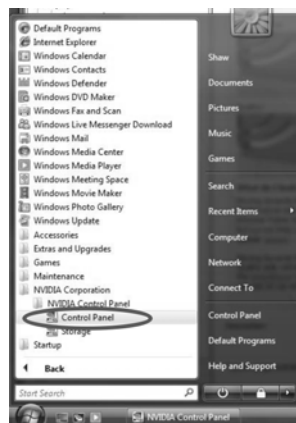 Default Programs
Internet Explorer
Windows Calendar
Windows Contacts
Windows Defender
Windows DVD Maker
Windows Fax and Scan
Windows Live Messenger Download
Windows Mail
Windows Media Center
Windows Media Player
Windows Meeting Space
Windows Movie Maker
Windows Photo Gallery
Windows Update
Accessories
Extras and Upgrades
Games
Maintenance
NVIDIA Corporation
NVIDIA Control Panel
Control Panel
Storage
Startup
Back
Start Search
Shaw
Documents
Pictures
Music
Games
Search
Recent Items
Computer
Network
Connect To
Control Panel
Default Programs
Help and Support
NVIDIA Control Panel